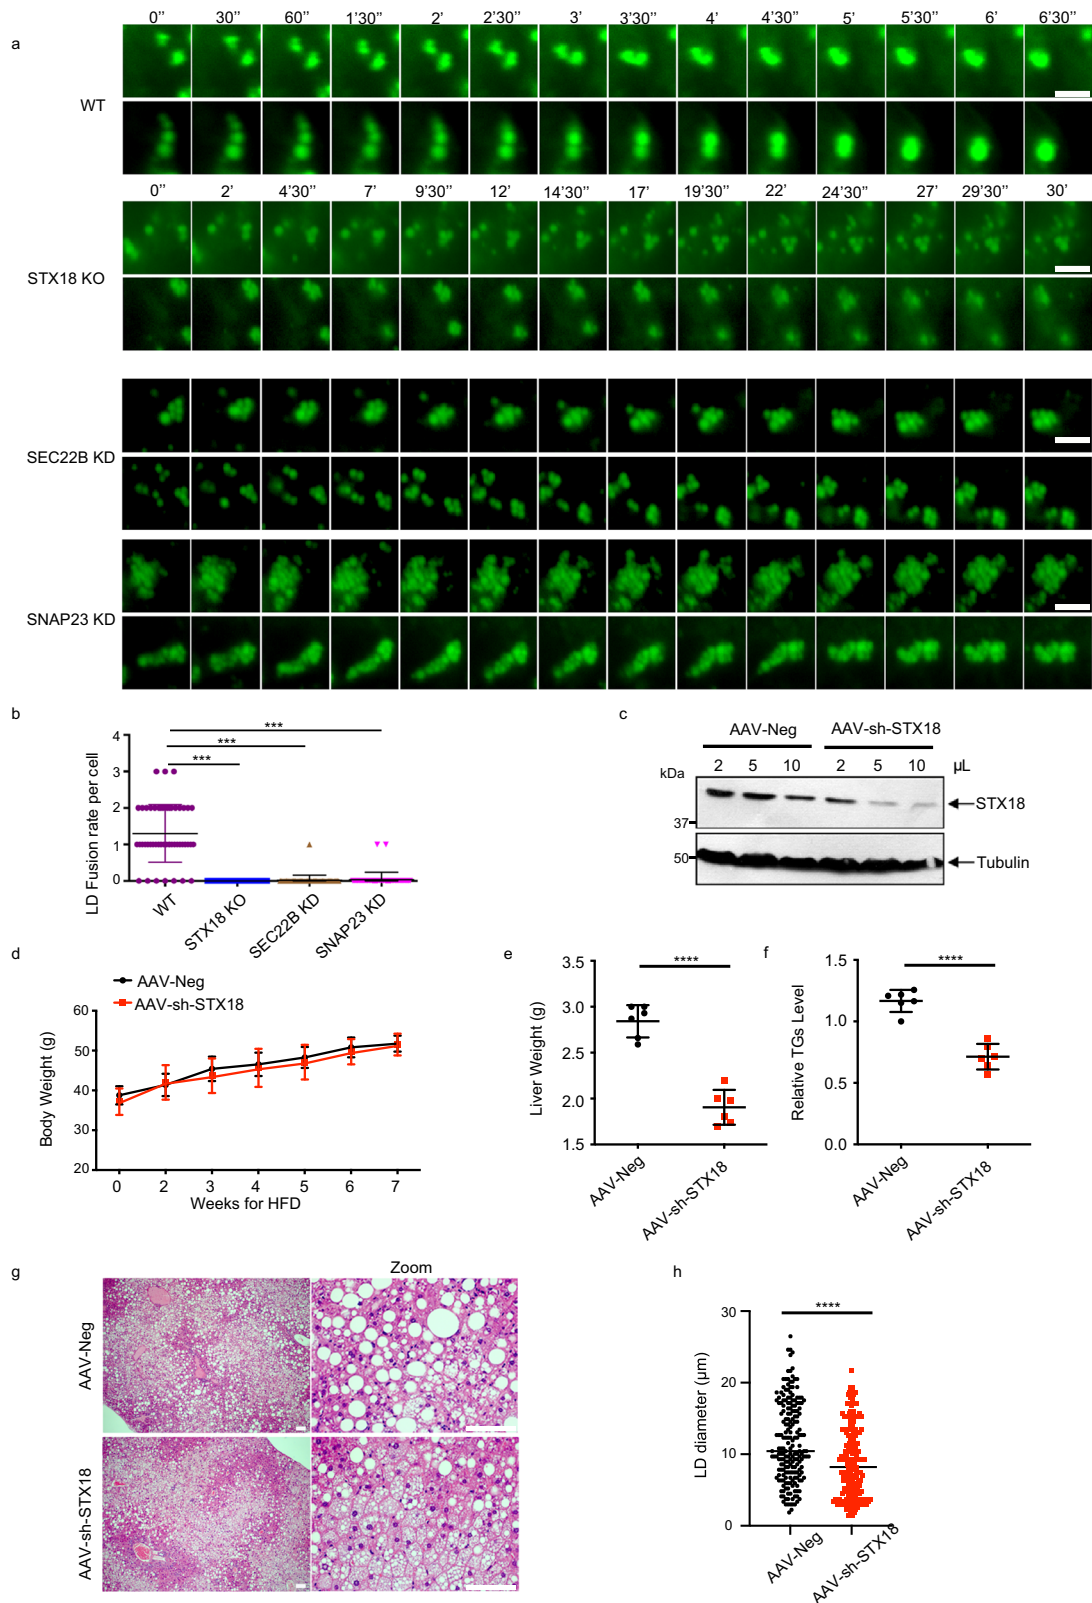 a
0'' 30'' 60'' 1'30'' 2' 2'30'' 3' 3'30'' 4' 4'30'' 5' 5'30'' 6' 6'30''
WT
0'' 2' 4'30'' 7' 9'30'' 12' 14'30'' 17' 19'30'' 22' 24'30'' 27' 29'30'' 30'
STX18 KO
SEC22B KD
SNAP23 KD
b
LD Fusion rate per cell
4
3
2
1
0
***
***
***
WT
STX18 KO
SEC22B KD
SNAP23 KD
c
AAV-Neg AAV-sh-STX18
kDa 2 5 10 2 5 10 µL
37
STX18
50
Tubulin
d
AAV-Neg
AAV-sh-STX18
Body Weight (g)
60
50
40
30
20
0 2 3 4 5 6 7
Weeks for HFD
e
Liver Weight (g)
3.5
3.0
2.5
2.0
1.5
****
AAV-Neg
AAV-sh-STX18
f
Relative TGs Level
1.5
1.0
0.5
0.0
****
AAV-Neg
AAV-sh-STX18
g
Zoom
AAV-Neg
AAV-sh-STX18
h
LD diameter (µm)
30
20
10
0
****
AAV-Neg
AAV-sh-STX18